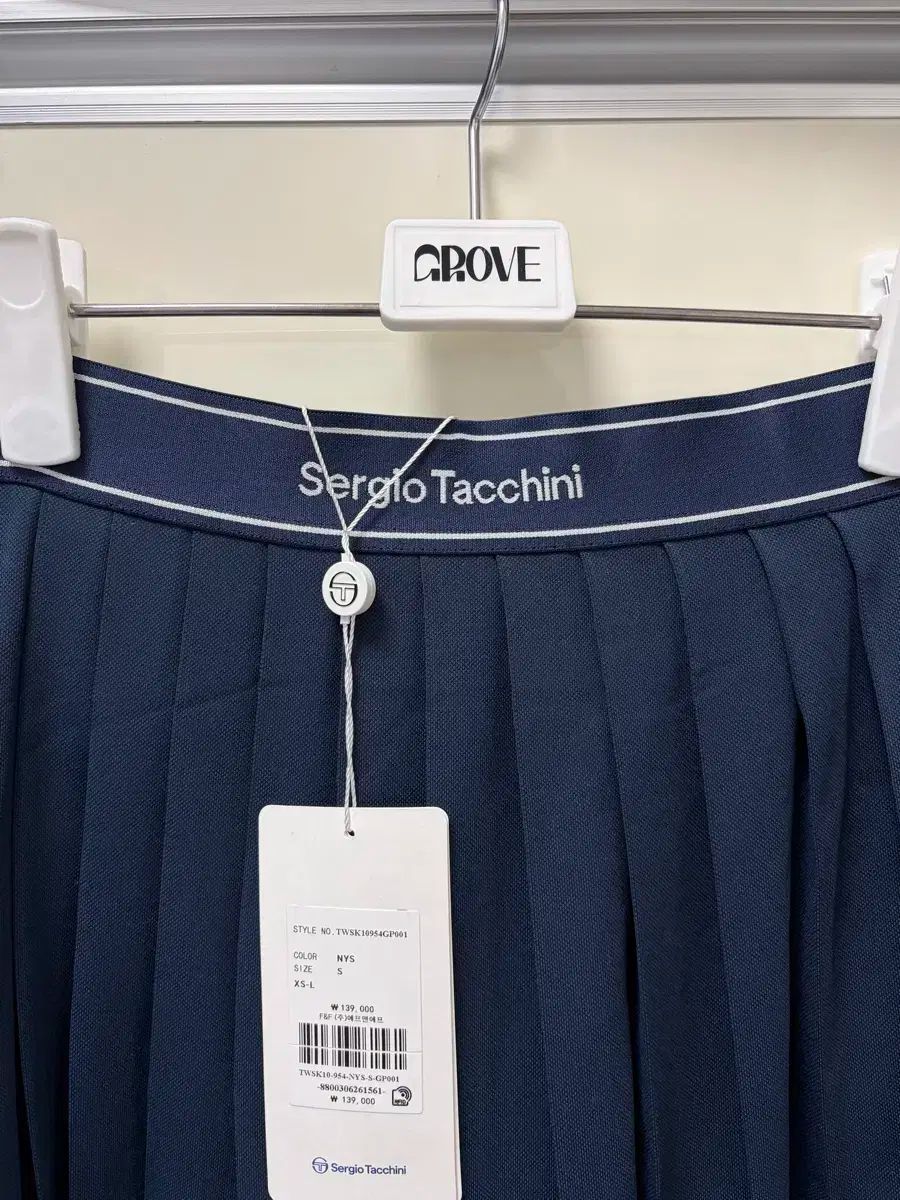 GROVE
Sergio Tacchini
STYLE NO. TWSK10954GP001
COLOR NYS
SIZE S
XS-L
₩ 139,000
F&F (주)에프앤에프
TWSK10-954-NYS-S-GP001
-8800306261561-
₩ 139,000
RFID
Sergio Tacchini